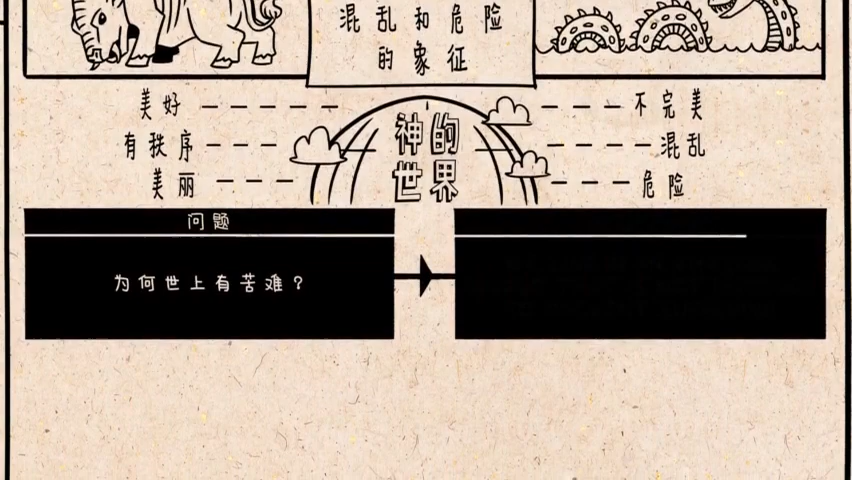 混乱和危险
的象征
美好
有秩序
美丽
神的
世界
不完美
混乱
危险
问题
为何世上有苦难？